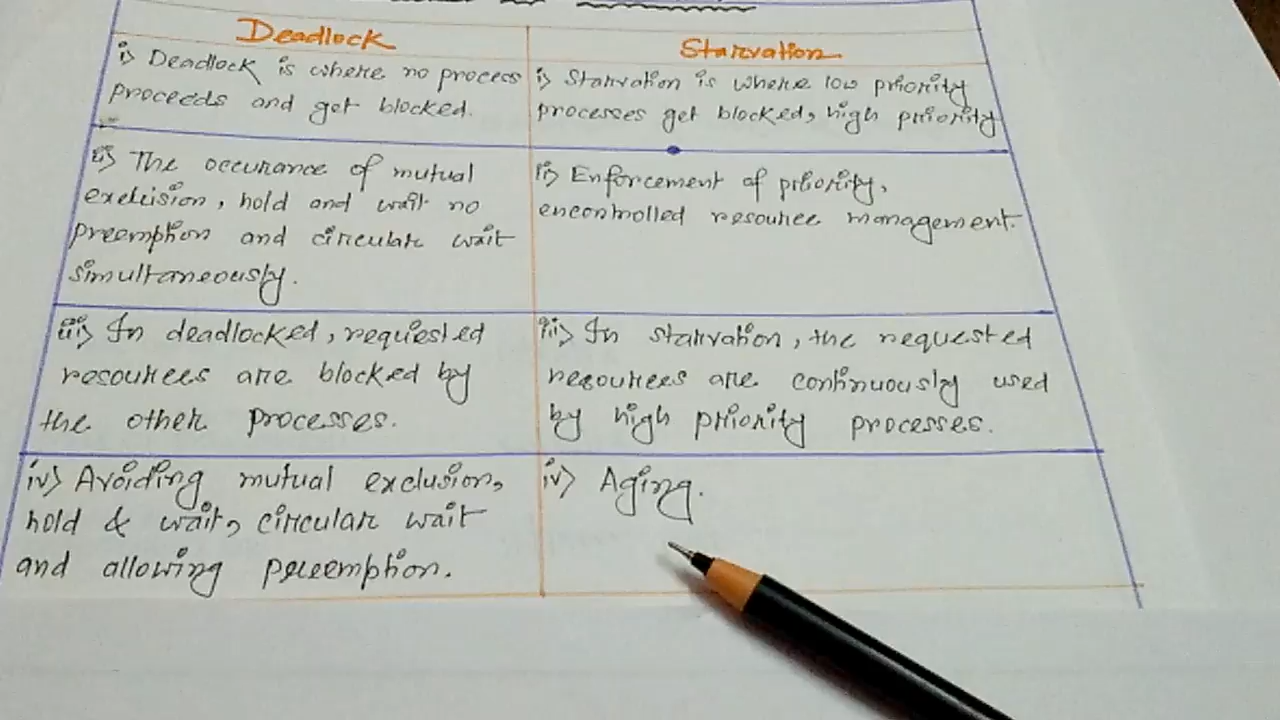 Deadlock
Starvation
i> Deadlock is where no process
proceeds and get blocked.
i> Starvation is where low priority
processes get blocked, high priority
ii> The occurance of mutual
exclusion, hold and wait no
preemption and circular wait
simultaneously.
ii> Enforcement of priority,
encontrolled resource management.
iii> In deadlocked, requested
resources are blocked by
the other processes.
iii> In starvation, the requested
resources are continuously used
by high priority processes.
iv> Avoiding mutual exclusion,
hold & wait, circular wait
and allowing preemption.
iv> Aging.